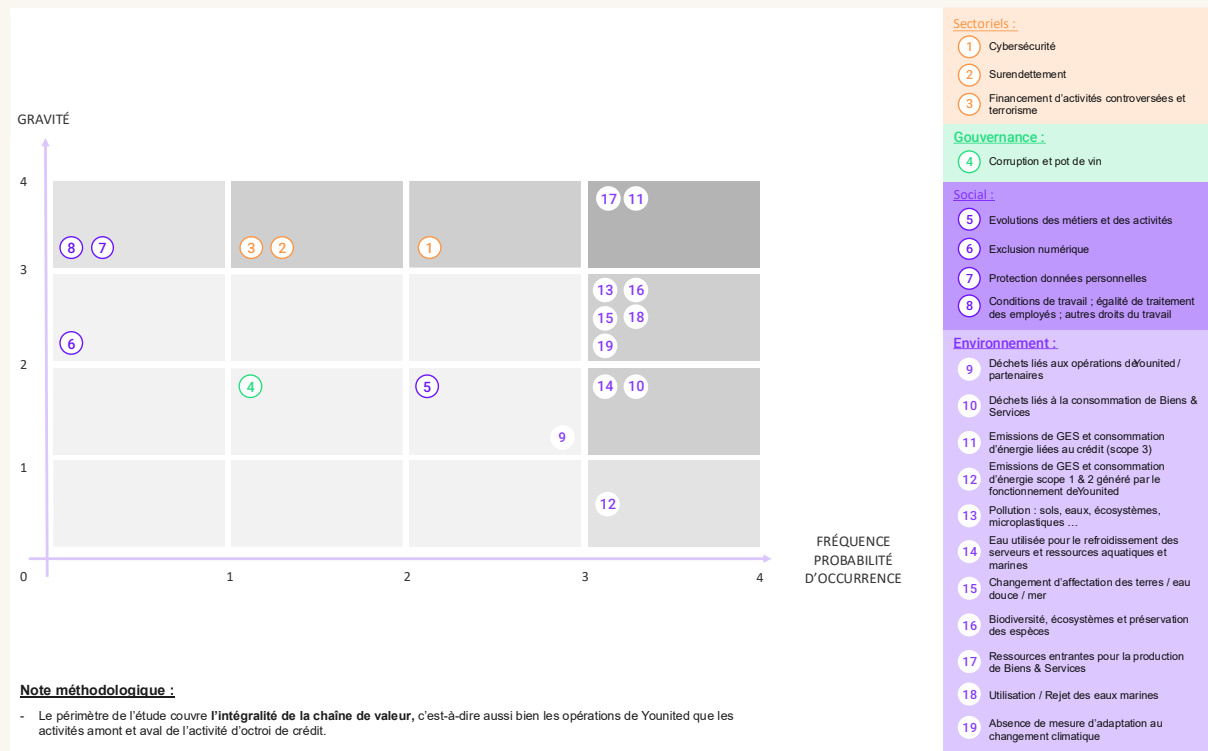 GRAVITÉ
4
17 11
8 7 3 2 1
3
13 16
15 18
19
6
2
4 5 14 10
9
1
12
0 1 2 3 4
FRÉQUENCE
PROBABILITÉ
D'OCCURRENCE
Note méthodologique :
- Le périmètre de l'étude couvre l'intégralité de la chaîne de valeur, c'est-à-dire aussi bien les opérations de Younited que les
activités amont et aval de l'activité d'octroi de crédit.
Sectoriels :
1 Cybersécurité
2 Surendettement
3 Financement d'activités controversées et
terrorisme
Gouvernance :
4 Corruption et pot de vin
Social :
5 Evolutions des métiers et des activités
6 Exclusion numérique
7 Protection données personnelles
8 Conditions de travail ; égalité de traitement
des employés ; autres droits du travail
Environnement :
9 Déchets liés aux opérations deYounited /
partenaires
10 Déchets liés à la consommation de Biens &
Services
11 Emissions de GES et consommation
d'énergie liées au crédit (scope 3)
12 Emissions de GES et consommation
d'énergie scope 1 & 2 généré par le
fonctionnement deYounited
13 Pollution : sols, eaux, écosystèmes,
microplastiques ...
14 Eau utilisée pour le refroidissement des
serveurs et ressources aquatiques et
marines
15 Changement d'affectation des terres / eau
douce / mer
16 Biodiversité, écosystèmes et préservation
des espèces
17 Ressources entrantes pour la production
de Biens & Services
18 Utilisation / Rejet des eaux marines
19 Absence de mesure d'adaptation au
changement climatique